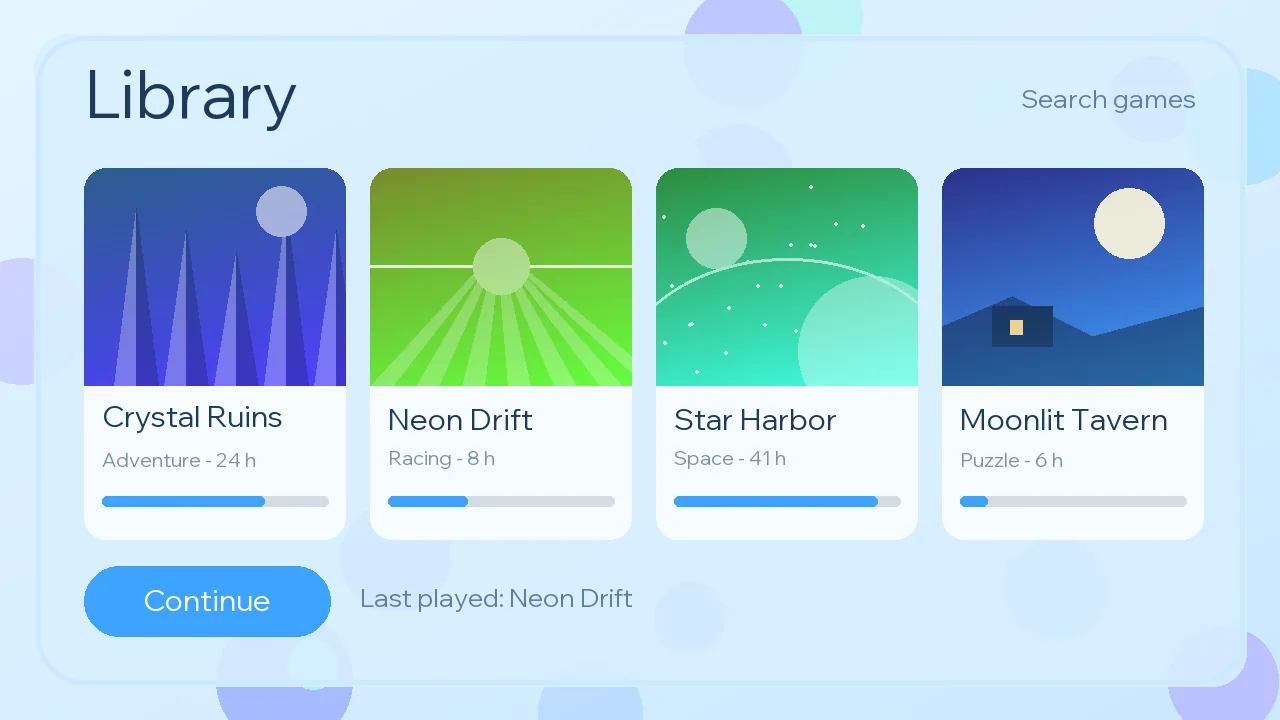 Library
Search games
Crystal Ruins
Adventure - 24 h
Neon Drift
Racing - 8 h
Star Harbor
Space - 41 h
Moonlit Tavern
Puzzle - 6 h
Continue
Last played: Neon Drift